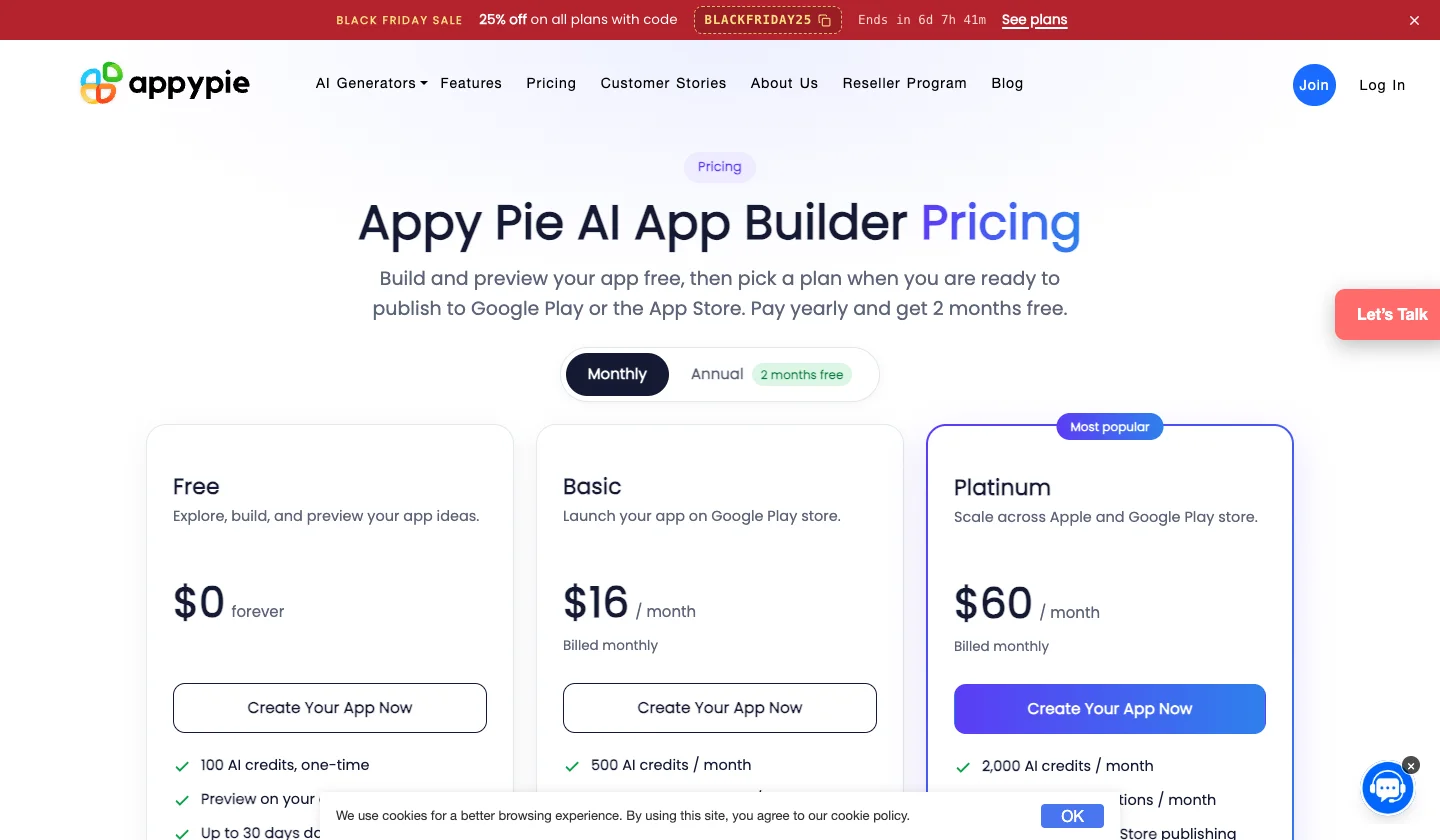 BLACK FRIDAY SALE 25% off on all plans with code BLACKFRIDAY25 Ends in 6d 7h 41m See plans
appypie
AI Generators Features Pricing Customer Stories About Us Reseller Program Blog Join Log In
Pricing
Appy Pie AI App Builder Pricing
Build and preview your app free, then pick a plan when you are ready to
publish to Google Play or the App Store. Pay yearly and get 2 months free.
Let's Talk
Monthly Annual 2 months free
Free
Explore, build, and preview your app ideas.
$0 forever
Create Your App Now
100 AI credits, one-time
Preview on your
Up to 30 days
Basic
Launch your app on Google Play store.
$16 / month
Billed monthly
Create Your App Now
500 AI credits / month
Most popular
Platinum
Scale across Apple and Google Play store.
$60 / month
Billed monthly
Create Your App Now
2,000 AI credits / month
/ month
Store publishing
We use cookies for a better browsing experience. By using this site, you agree to our cookie policy.
OK